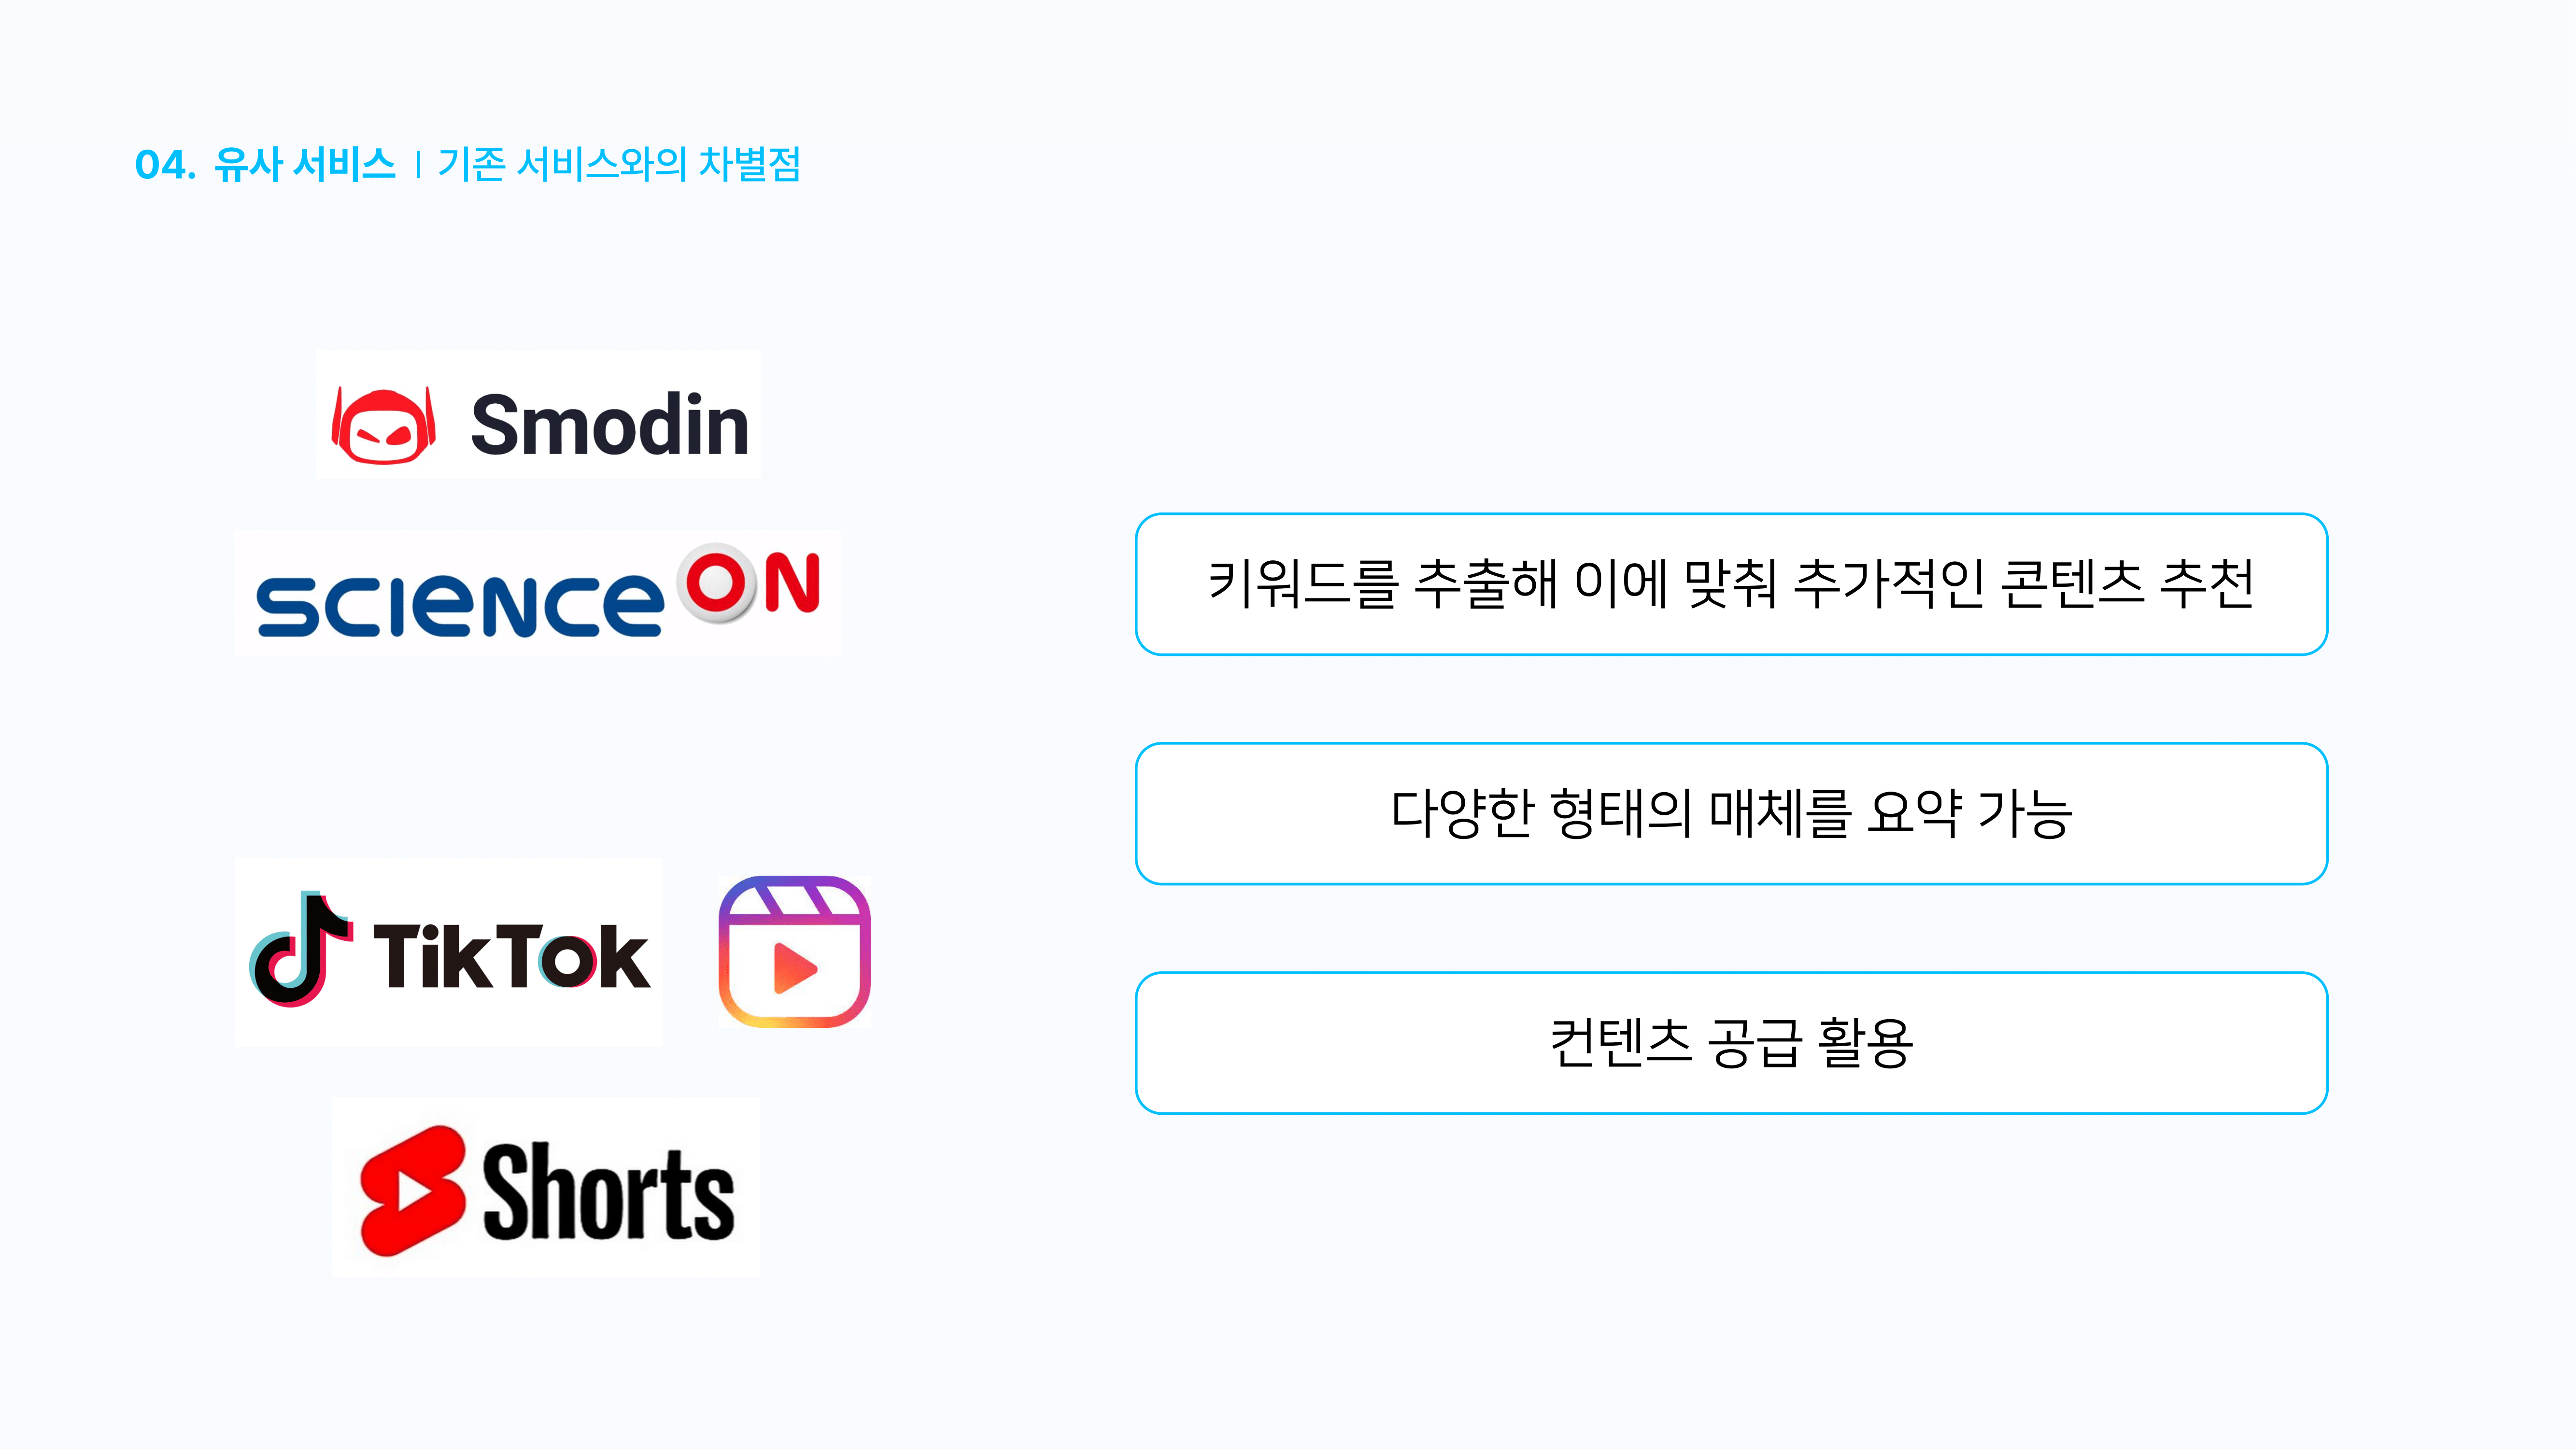 04. 유사 서비스 | 기존 서비스와의 차별점
Smodin
SCIENCE ON
키워드를 추출해 이에 맞춰 추가적인 콘텐츠 추천
다양한 형태의 매체를 요약 가능
TikTok
컨텐츠 공급 활용
Shorts